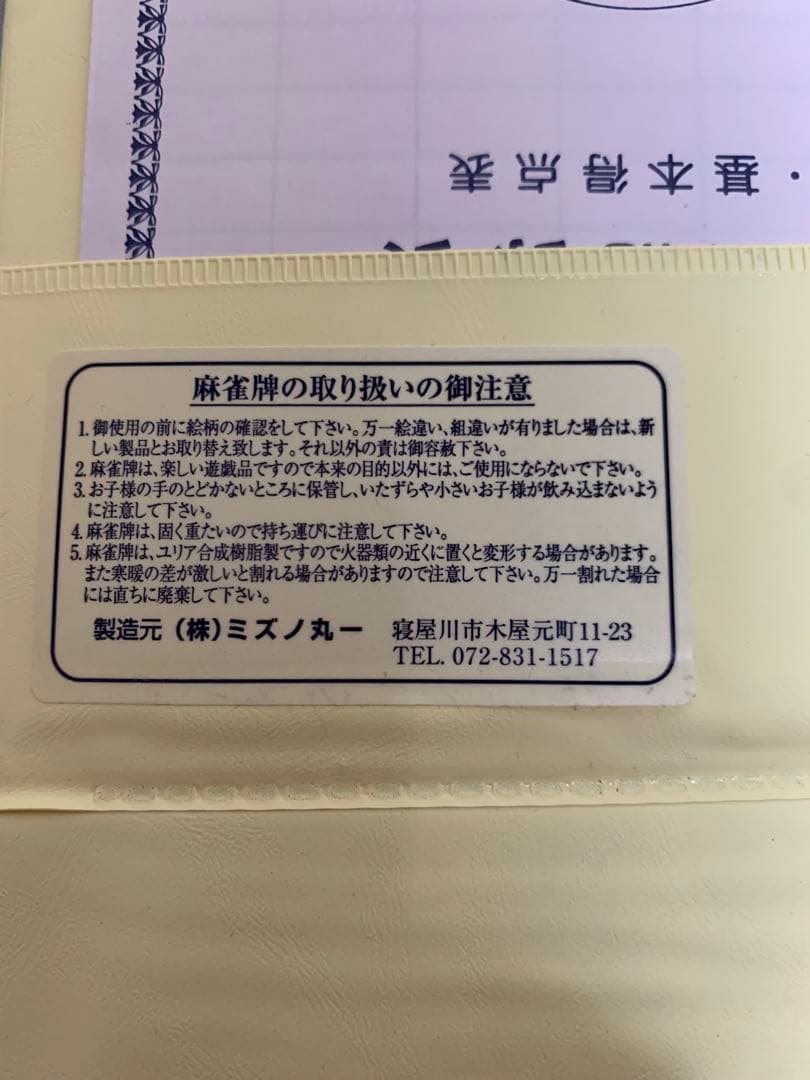 ・基本得点表
麻雀牌の取り扱いの御注意
1. 御使用の前に絵柄の確認をして下さい。万一絵違い、組違いが有りました場合は、新
しい製品とお取り替え致します。それ以外の責は御容赦下さい。
2. 麻雀牌は、楽しい遊戯品ですので本来の目的以外には、ご使用にならないで下さい。
3. お子様の手のとどかないところに保管し、いたずらや小さいお子様が飲み込まないよう
に注意して下さい。
4. 麻雀牌は、固く重たいので持ち運びに注意して下さい。
5. 麻雀牌は、ユリア合成樹脂製ですので火器類の近くに置くと変形する場合があります。
また寒暖の差が激しいと割れる場合がありますので注意して下さい。万一割れた場合
には直ちに廃棄して下さい。
製造元 (株)ミズノ丸一 寝屋川市木屋元町11-23
TEL. 072-831-1517